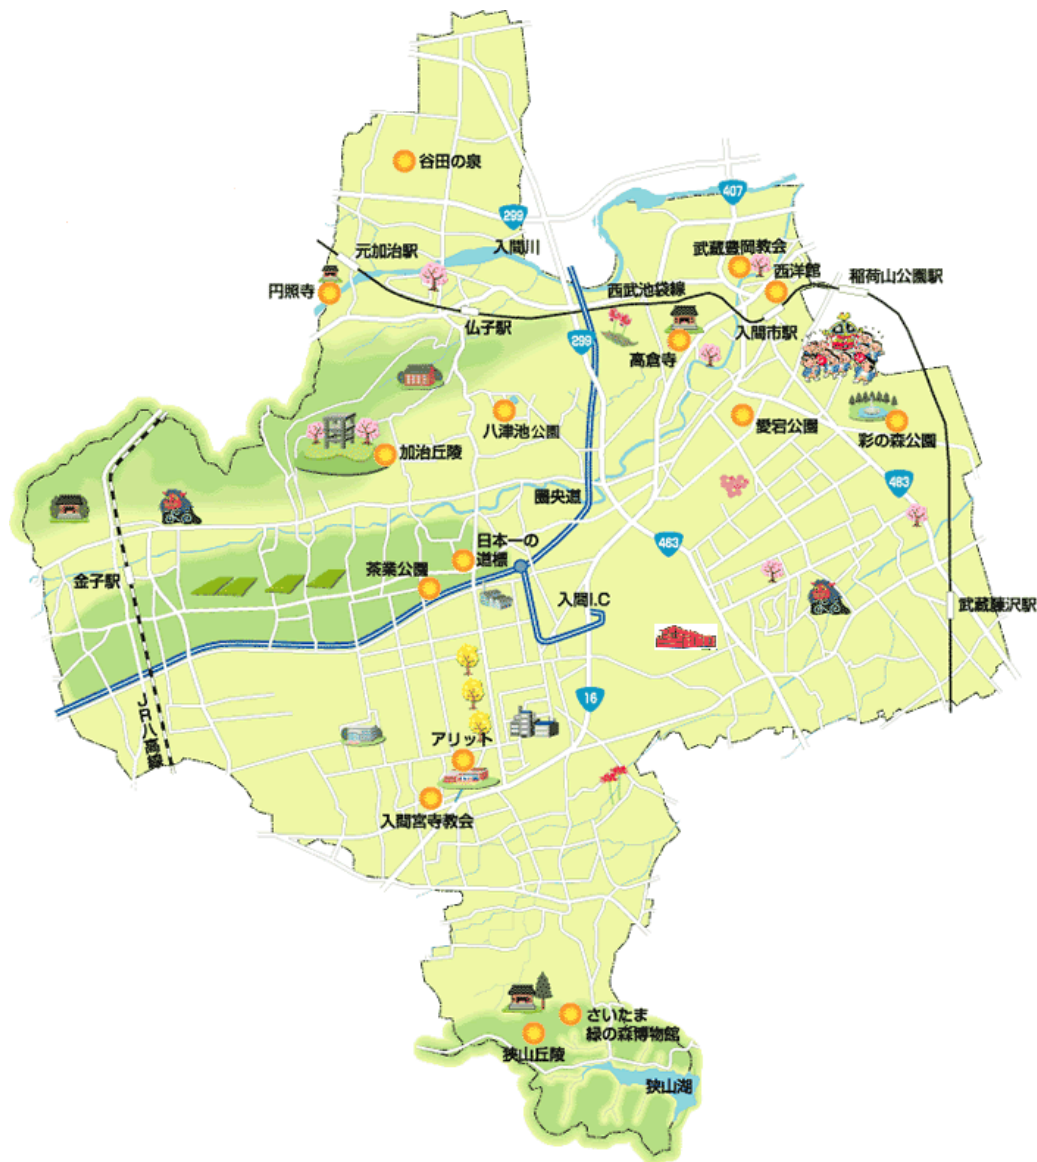 谷田の泉
407
299
武蔵豊岡教会
元加治駅
入間川
西洋館
稲荷山公園駅
円照寺
西武池袋線
仏子駅
入間市駅
299
高倉寺
八津池公園
愛宕公園
彩の森公園
加治丘陵
463
圏央道
日本一の
道標
463
茶業公園
金子駅
入間I.C
武蔵藤沢駅
16
JR八高線
アリット
入間宮寺教会
さいたま
緑の森博物館
狭山丘陵
狭山湖